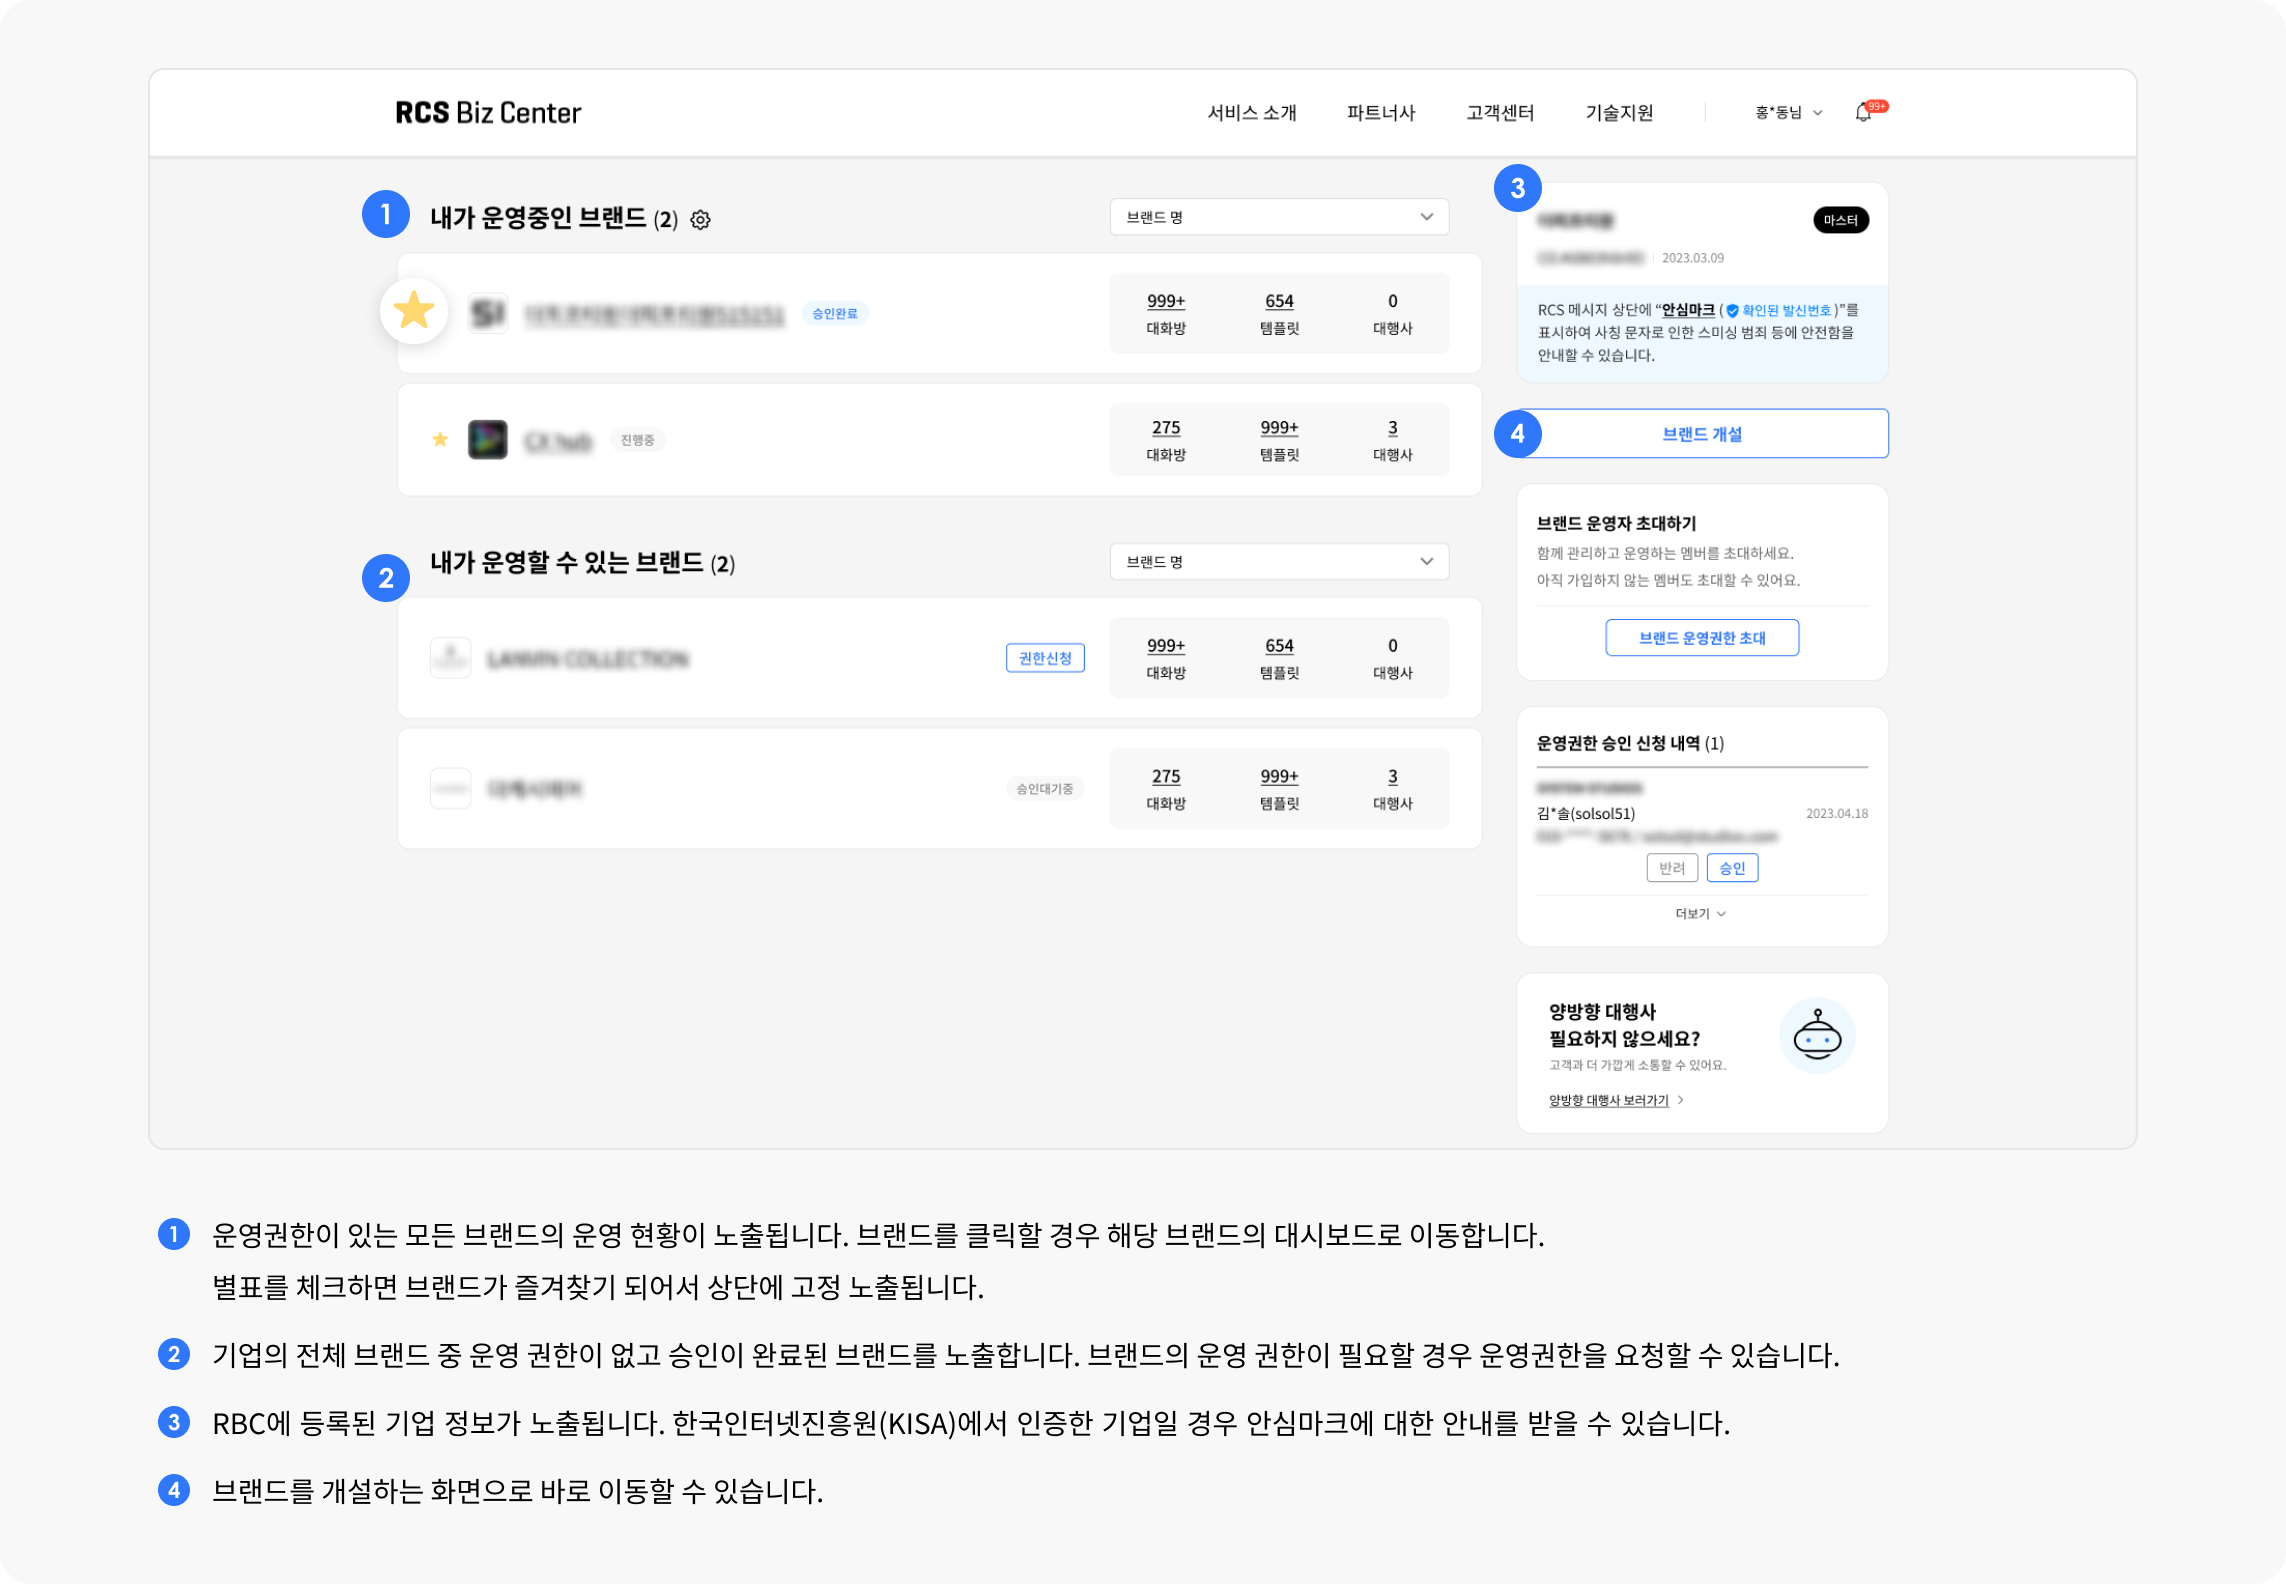 RCS Biz Center
서비스 소개
파트너사
고객센터
기술지원
홍*동님
99+
1
내가 운영중인 브랜드 (2)
브랜드 명
승인완료
999+
654
0
대화방
템플릿
대행사
CX hub
진행중
275
999+
3
대화방
템플릿
대행사
2
내가 운영할 수 있는 브랜드 (2)
브랜드 명
LANVIN COLLECTION
권한신청
999+
654
0
대화방
템플릿
대행사
승인대기중
275
999+
3
대화방
템플릿
대행사
3
마스터
2023.03.09
RCS 메시지 상단에 “안심마크 ( 확인된 발신번호 )”를
표시하여 사칭 문자로 인한 스미싱 범죄 등에 안전함을
안내할 수 있습니다.
4
브랜드 개설
브랜드 운영자 초대하기
함께 관리하고 운영하는 멤버를 초대하세요.
아직 가입하지 않는 멤버도 초대할 수 있어요.
브랜드 운영권한 초대
운영권한 승인 신청 내역 (1)
김*솔(solsol51)
2023.04.18
반려
승인
더보기
양방향 대행사
필요하지 않으세요?
고객과 더 가깝게 소통할 수 있어요.
양방향 대행사 보러가기
1 운영권한이 있는 모든 브랜드의 운영 현황이 노출됩니다. 브랜드를 클릭할 경우 해당 브랜드의 대시보드로 이동합니다.
별표를 체크하면 브랜드가 즐겨찾기 되어서 상단에 고정 노출됩니다.
2 기업의 전체 브랜드 중 운영 권한이 없고 승인이 완료된 브랜드를 노출합니다. 브랜드의 운영 권한이 필요할 경우 운영권한을 요청할 수 있습니다.
3 RBC에 등록된 기업 정보가 노출됩니다. 한국인터넷진흥원(KISA)에서 인증한 기업일 경우 안심마크에 대한 안내를 받을 수 있습니다.
4 브랜드를 개설하는 화면으로 바로 이동할 수 있습니다.